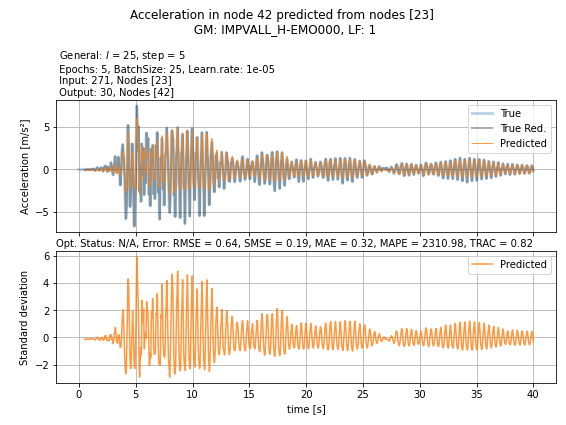 Acceleration in node 42 predicted from nodes [23]
GM: IMPVALL_H-EMO000, LF: 1
General: l = 25, step = 5
Epochs: 5, BatchSize: 25, Learn.rate: 1e-05
Input: 271, Nodes [23]
Output: 30, Nodes [42]
Acceleration [m/s²]
5
0
−5
True
True Red.
Predicted
Opt. Status: N/A, Error: RMSE = 0.64, SMSE = 0.19, MAE = 0.32, MAPE = 2310.98, TRAC = 0.82
Standard deviation
6
4
2
0
−2
Predicted
0 5 10 15 20 25 30 35 40
time [s]